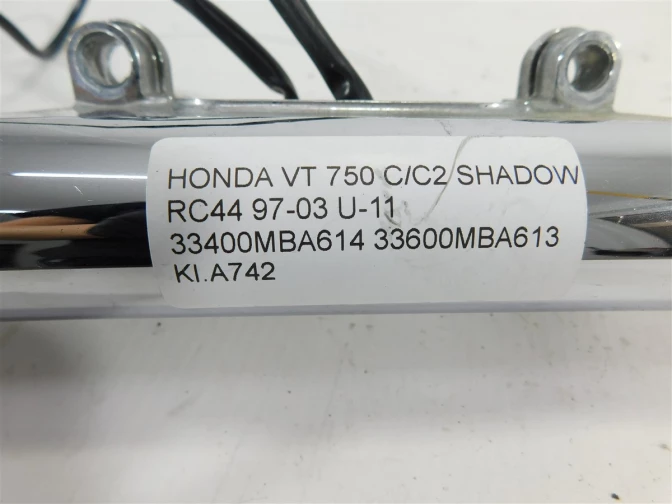 HONDA VT 750 C/C2 SHADOW
RC44 97-03 U-11
33400MBA614 33600MBA613
KI.A742